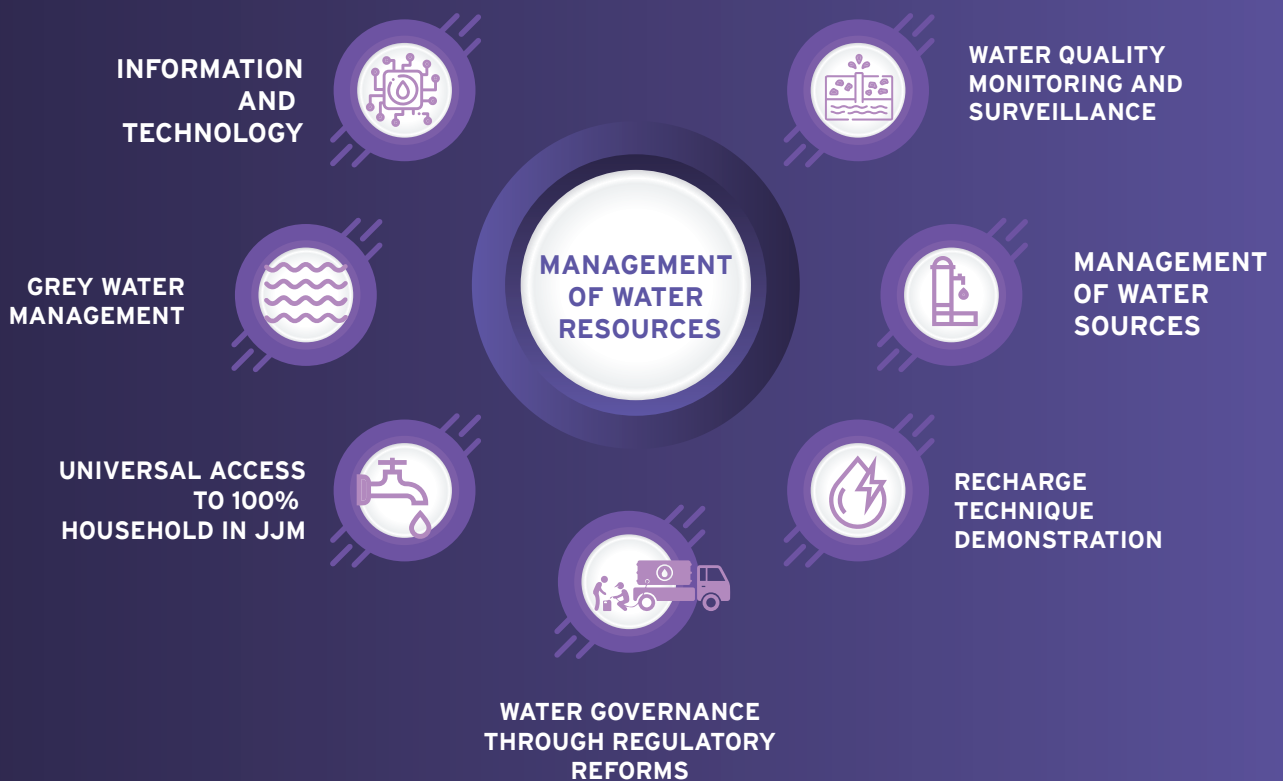 INFORMATION
AND
TECHNOLOGY
WATER QUALITY
MONITORING AND
SURVEILLANCE
MANAGEMENT
OF WATER
RESOURCES
GREY WATER
MANAGEMENT
MANAGEMENT
OF WATER
SOURCES
UNIVERSAL ACCESS
TO 100%
HOUSEHOLD IN JJM
RECHARGE
TECHNIQUE
DEMONSTRATION
WATER GOVERNANCE
THROUGH REGULATORY
REFORMS